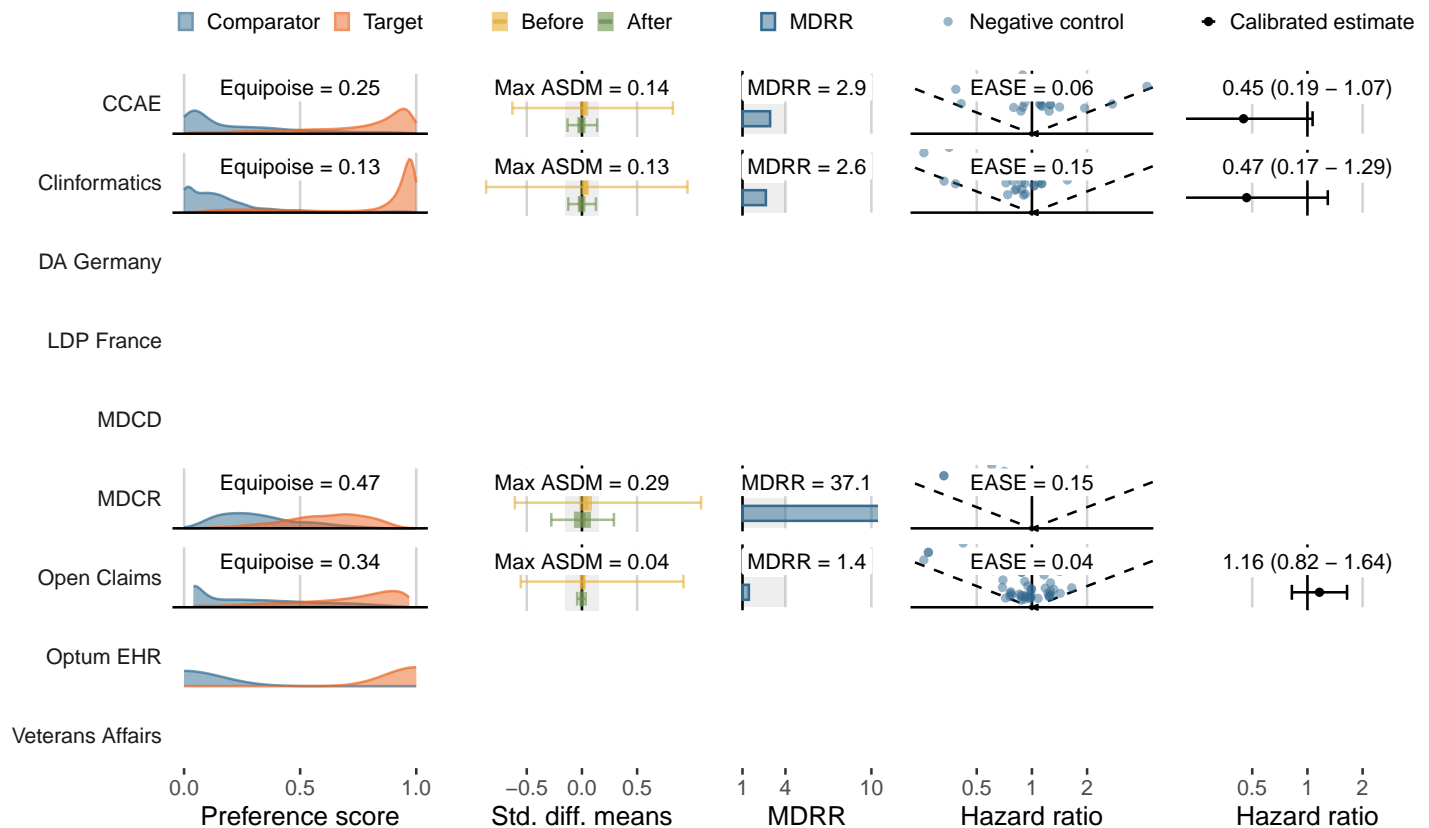 Comparator Target Before After MDRR Negative control Calibrated estimate
CCAE Equipoise = 0.25 Max ASDM = 0.14 MDRR = 2.9 EASE = 0.06 0.45 (0.19 − 1.07)
Clinformatics Equipoise = 0.13 Max ASDM = 0.13 MDRR = 2.6 EASE = 0.15 0.47 (0.17 − 1.29)
DA Germany
LDP France
MDCD
MDCR Equipoise = 0.47 Max ASDM = 0.29 MDRR = 37.1 EASE = 0.15
Open Claims Equipoise = 0.34 Max ASDM = 0.04 MDRR = 1.4 EASE = 0.04 1.16 (0.82 − 1.64)
Optum EHR
Veterans Affairs
0.0 0.5 1.0 −0.5 0.0 0.5 1 4 10 0.5 1 2 0.5 1 2
Preference score Std. diff. means MDRR Hazard ratio Hazard ratio